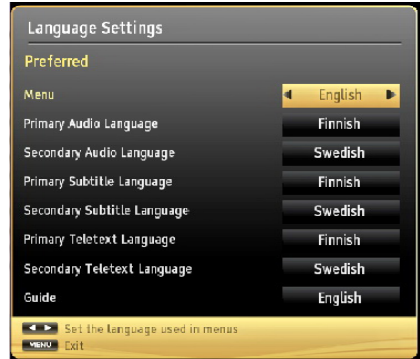 Language Settings
Preferred
Menu English
Primary Audio Language Finnish
Secondary Audio Language Swedish
Primary Subtitle Language Finnish
Secondary Subtitle Language Swedish
Primary Teletext Language Finnish
Secondary Teletext Language Swedish
Guide English
Set the language used in menus
MENU Exit